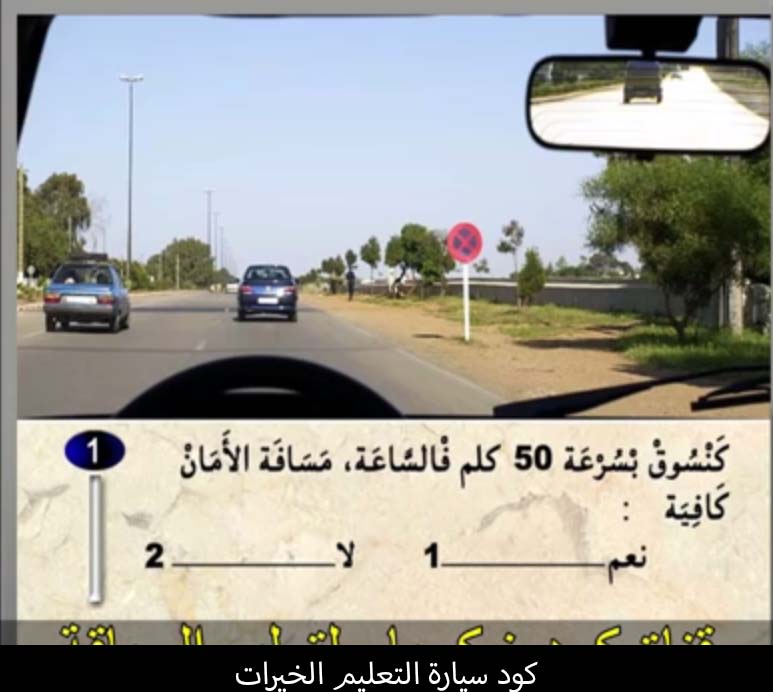 1
كَنْسُوقْ بْسُرْعَة 50 كلم فْالسَّاعَة، مَسَافَة الأَمَانْ
كَافِيَة :
نعم 1 لا 2
كود سيارة التعليم الخيرات